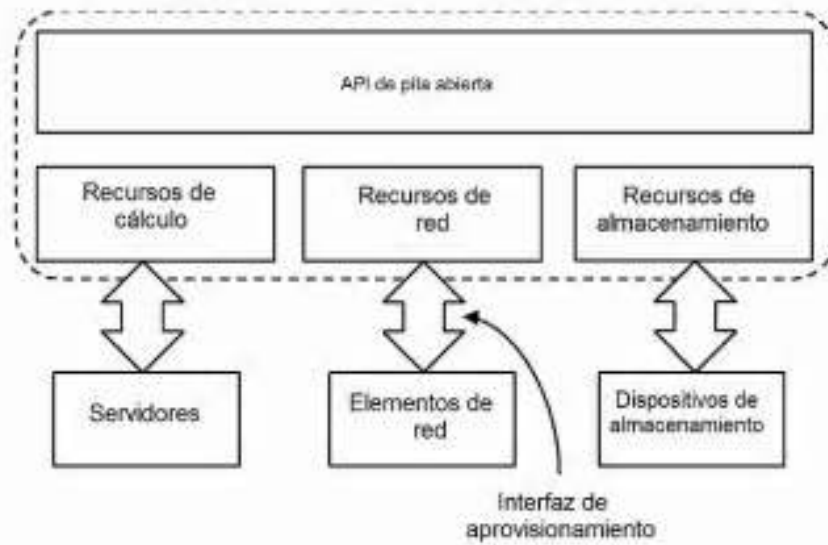 API de pila abierta
Recursos de
cálculo
Recursos de
red
Recursos de
almacenamiento
Servidores
Elementos de
red
Dispositivos de
almacenamiento
Interfaz de
aprovisionamiento